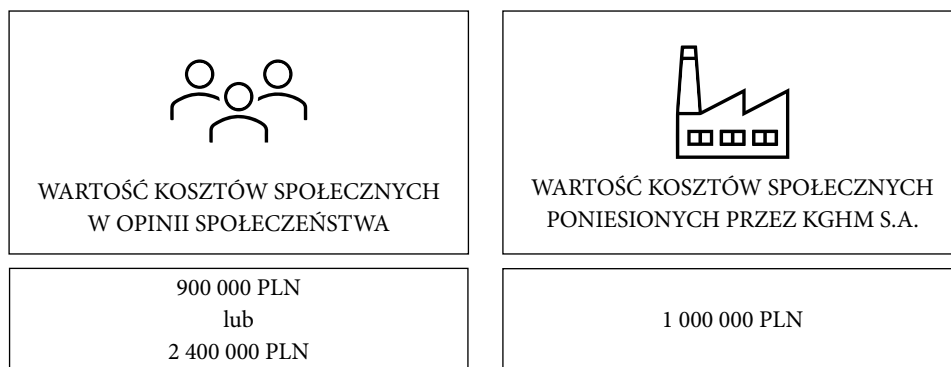 WARTOŚĆ KOSZTÓW SPOŁECZNYCH
W OPINII SPOŁECZEŃSTWA
WARTOŚĆ KOSZTÓW SPOŁECZNYCH
PONIESIONYCH PRZEZ KGHM S.A.
900 000 PLN
lub
2 400 000 PLN
1 000 000 PLN